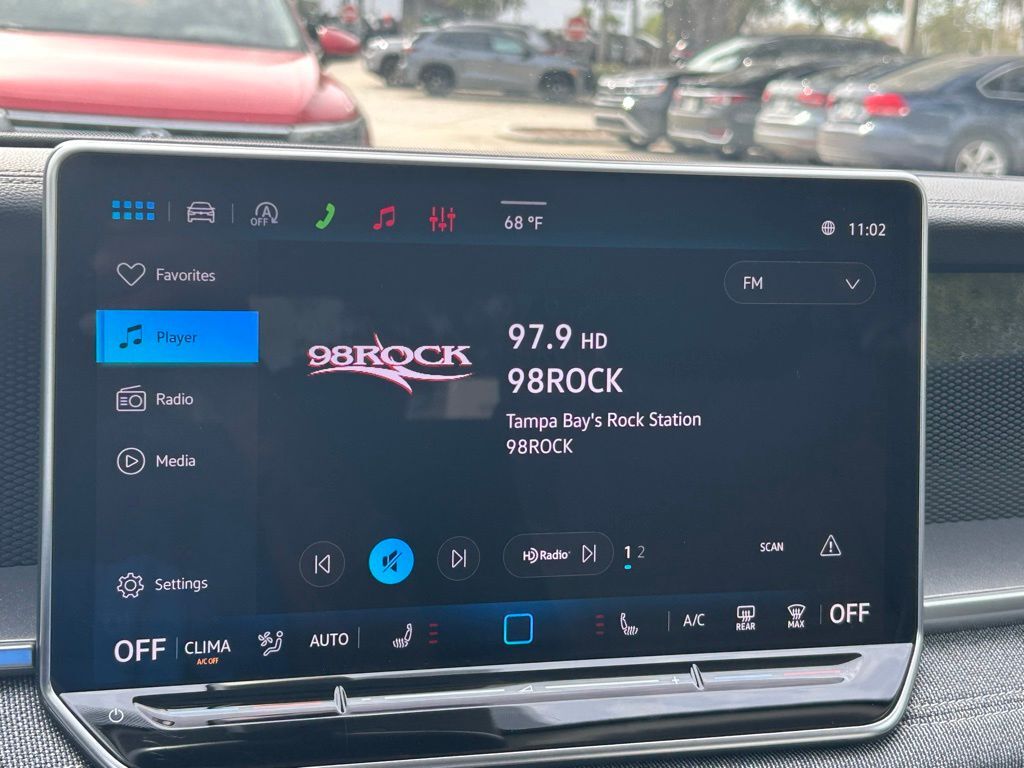 OFF
68 °F
11:02
Favorites
FM
Player
98ROCK
97.9 HD
98ROCK
Radio
Tampa Bay's Rock Station
98ROCK
Media
HD Radio
1 2
SCAN
Settings
OFF
CLIMA
A/C OFF
AUTO
A/C
REAR
MAX
OFF